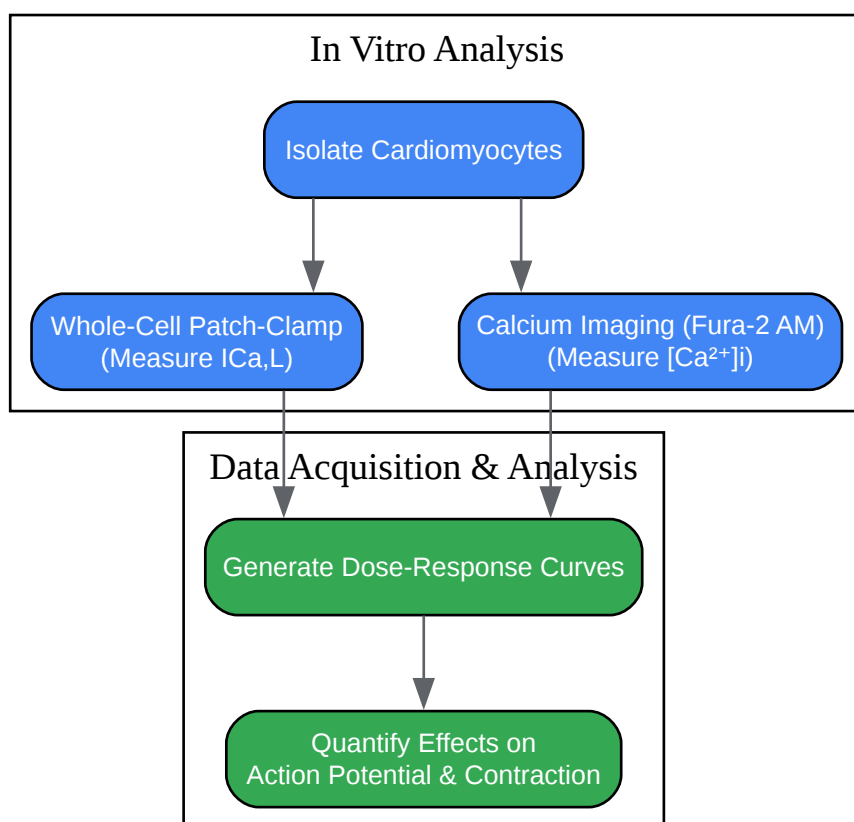 In Vitro Analysis
Isolate Cardiomyocytes
Whole-Cell Patch-Clamp
(Measure ICa,L)
Calcium Imaging (Fura-2 AM)
(Measure [Ca²⁺]i)
Data Acquisition & Analysis
Generate Dose-Response Curves
Quantify Effects on
Action Potential & Contraction